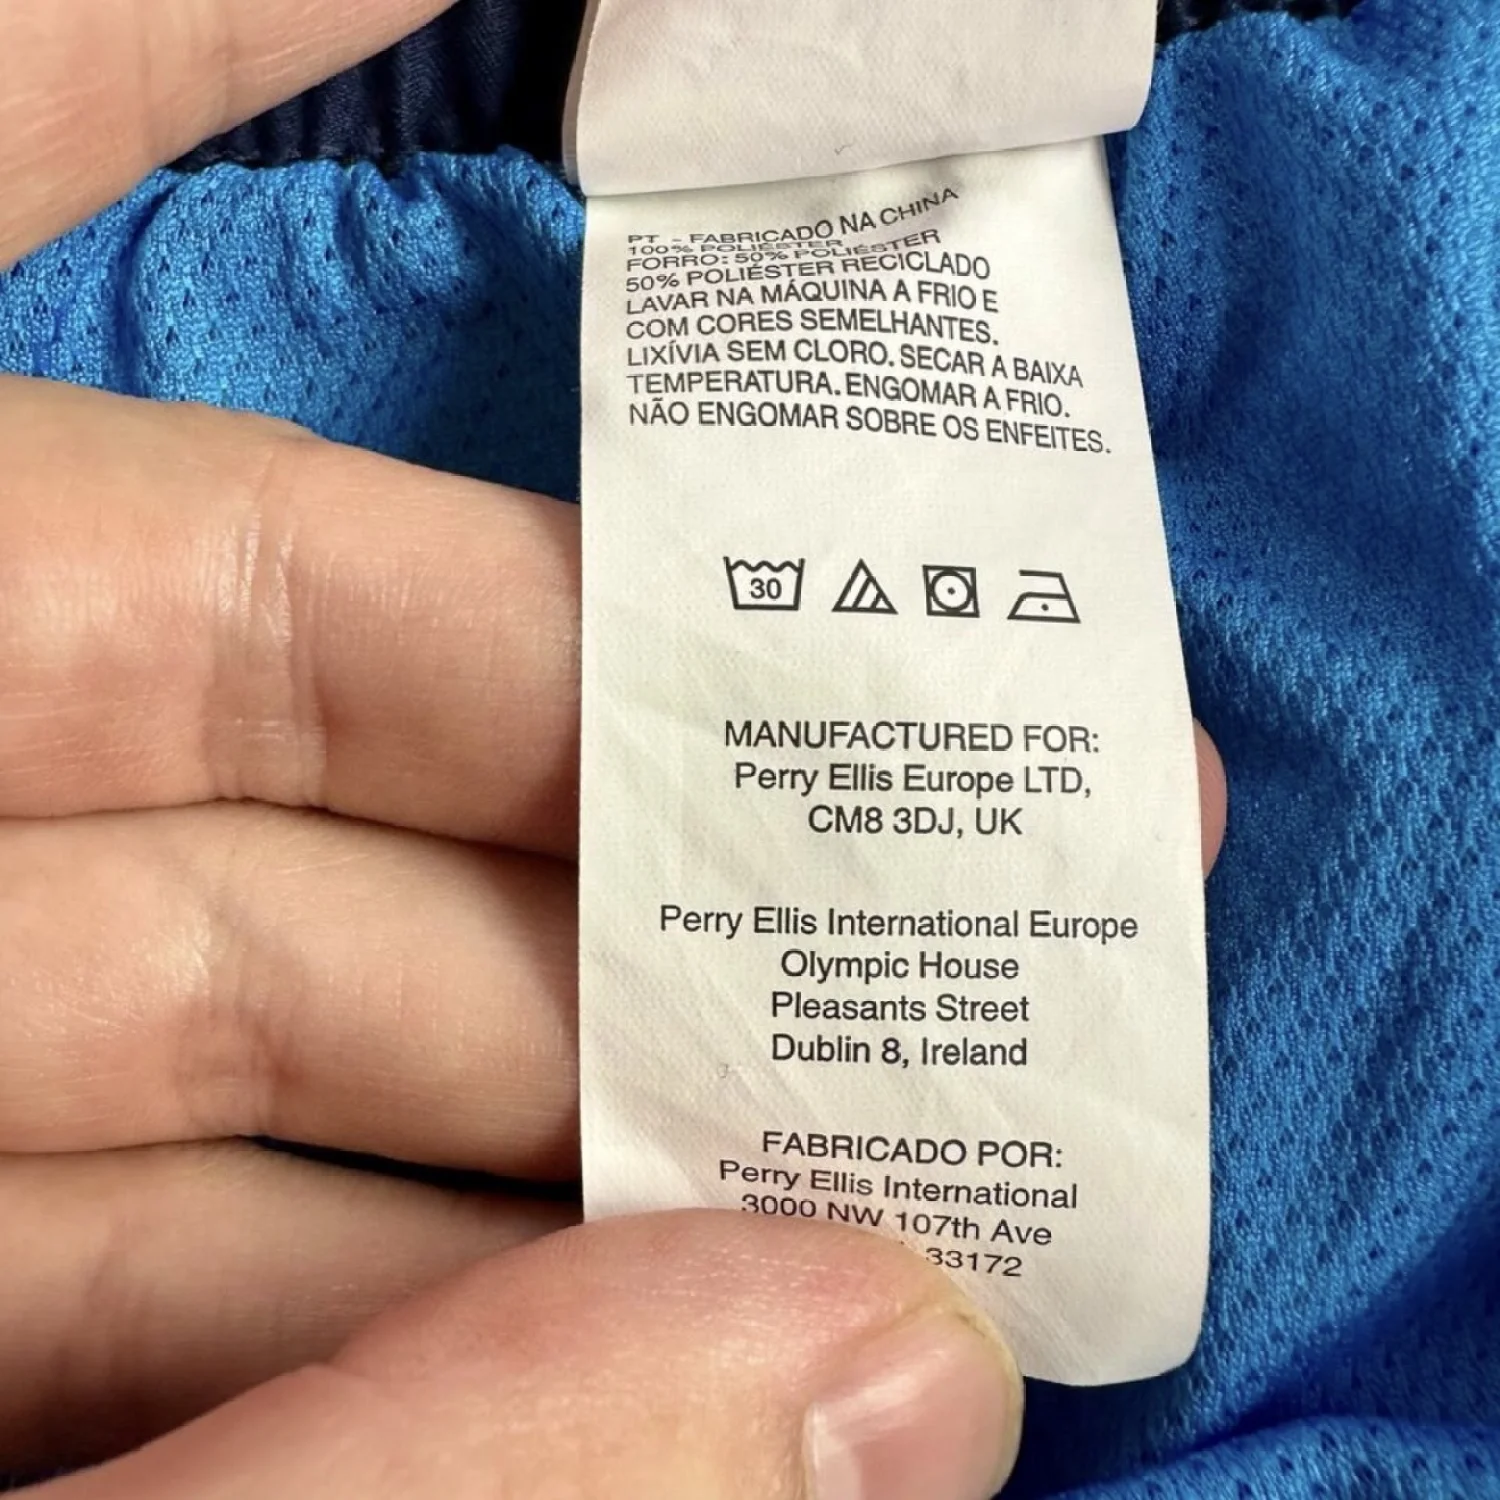 PT - FABRICADO NA CHINA
100% POLIÉSTER
FORRO: 50% POLIÉSTER
50% POLIÉSTER RECICLADO
LAVAR NA MÁQUINA A FRIO E
COM CORES SEMELHANTES.
LIXÍVIA SEM CLORO. SECAR A BAIXA
TEMPERATURA. ENGOMAR A FRIO.
NÃO ENGOMAR SOBRE OS ENFEITES.
30
MANUFACTURED FOR:
Perry Ellis Europe LTD,
CM8 3DJ, UK
Perry Ellis International Europe
Olympic House
Pleasants Street
Dublin 8, Ireland
FABRICADO POR:
Perry Ellis International
3000 NW 107th Ave
33172